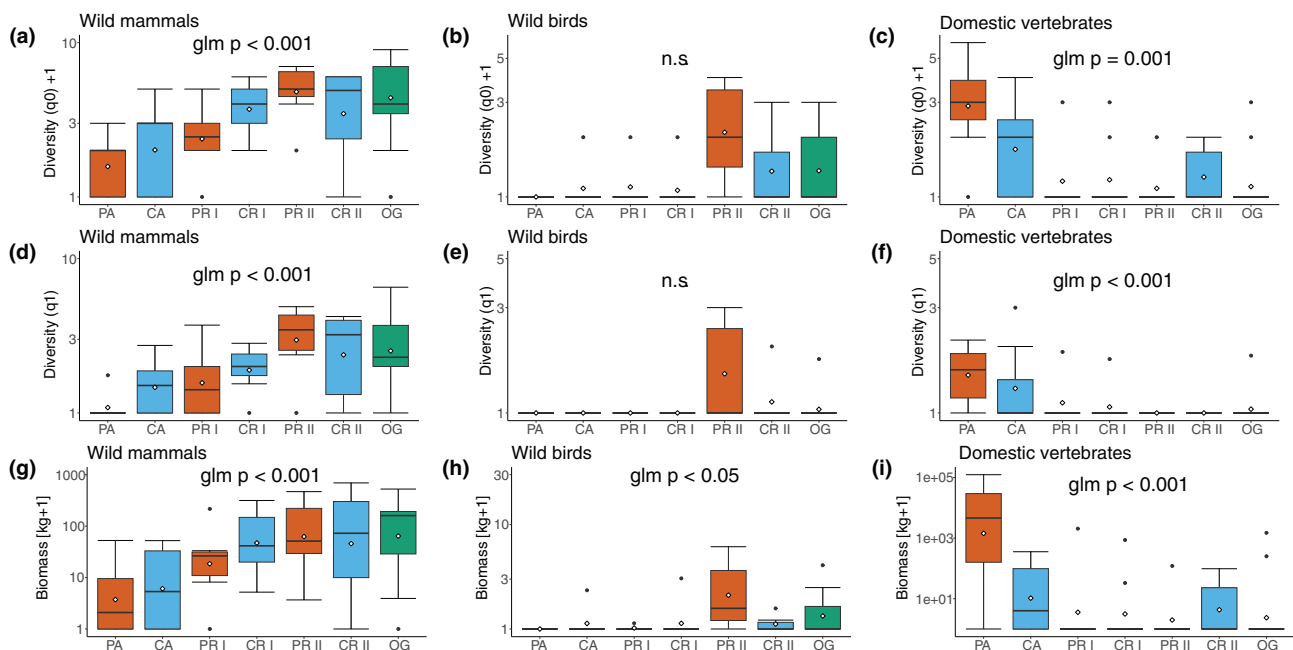 (a) Wild mammals
glm p < 0.001
Diversity (q0) +1
10
3
1
PA CA PR I CR I PR II CR II OG
(b) Wild birds
n.s.
Diversity (q0) +1
5
3
1
PA CA PR I CR I PR II CR II OG
(c) Domestic vertebrates
glm p = 0.001
Diversity (q0) +1
5
3
1
PA CA PR I CR I PR II CR II OG
(d) Wild mammals
glm p < 0.001
Diversity (q1)
10
3
1
PA CA PR I CR I PR II CR II OG
(e) Wild birds
n.s.
Diversity (q1)
5
3
1
PA CA PR I CR I PR II CR II OG
(f) Domestic vertebrates
glm p < 0.001
Diversity (q1)
5
3
1
PA CA PR I CR I PR II CR II OG
(g) Wild mammals
glm p < 0.001
Biomass [kg+1]
1000
100
10
1
PA CA PR I CR I PR II CR II OG
(h) Wild birds
glm p < 0.05
Biomass [kg+1]
30
10
3
1
PA CA PR I CR I PR II CR II OG
(i) Domestic vertebrates
glm p < 0.001
Biomass [kg+1]
1e+05
1e+03
1e+01
PA CA PR I CR I PR II CR II OG